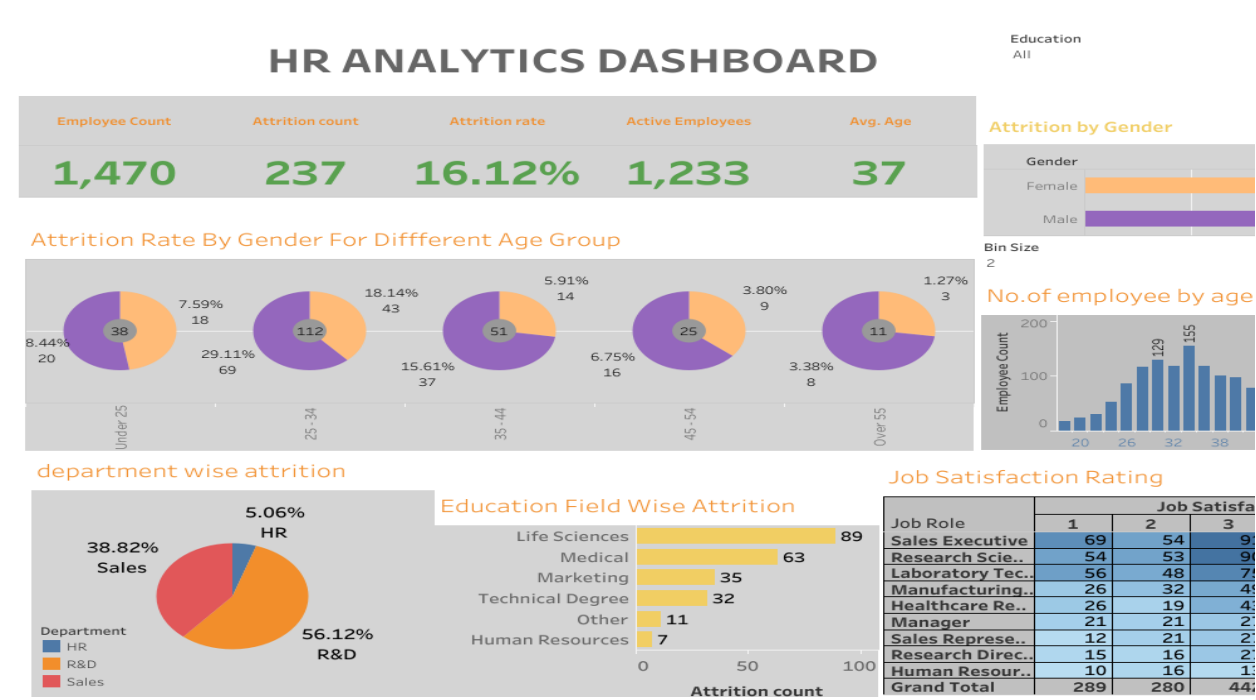 HR ANALYTICS DASHBOARD
Education
All
Employee Count Attrition count Attrition rate Active Employees Avg. Age
1,470 237 16.12% 1,233 37
Attrition by Gender
Gender
Female
Male
Bin Size
2
Attrition Rate By Gender For Diffferent Age Group
7.59%
18
38
8.44%
20
18.14%
43
112
29.11%
69
5.91%
14
51
15.61%
37
3.80%
9
25
6.75%
16
1.27%
3
11
3.38%
8
Under 25
25 - 34
35 - 44
45 - 54
Over 55
No.of employee by age
Employee Count
200
100
0
129
155
20 26 32 38
department wise attrition
5.06%
HR
38.82%
Sales
56.12%
R&D
Department
HR
R&D
Sales
Education Field Wise Attrition
Life Sciences 89
Medical 63
Marketing 35
Technical Degree 32
Other 11
Human Resources 7
0 50 100
Attrition count
Job Satisfaction Rating
Job Satisfa
Job Role 1 2 3
Sales Executive 69 54
Research Scie.. 54 53
Laboratory Tec.. 56 48
Manufacturing.. 26 32
Healthcare Re.. 26 19
Manager 21 21
Sales Represe.. 12 21
Research Direc.. 15 16
Human Resour.. 10 16
Grand Total 289 280